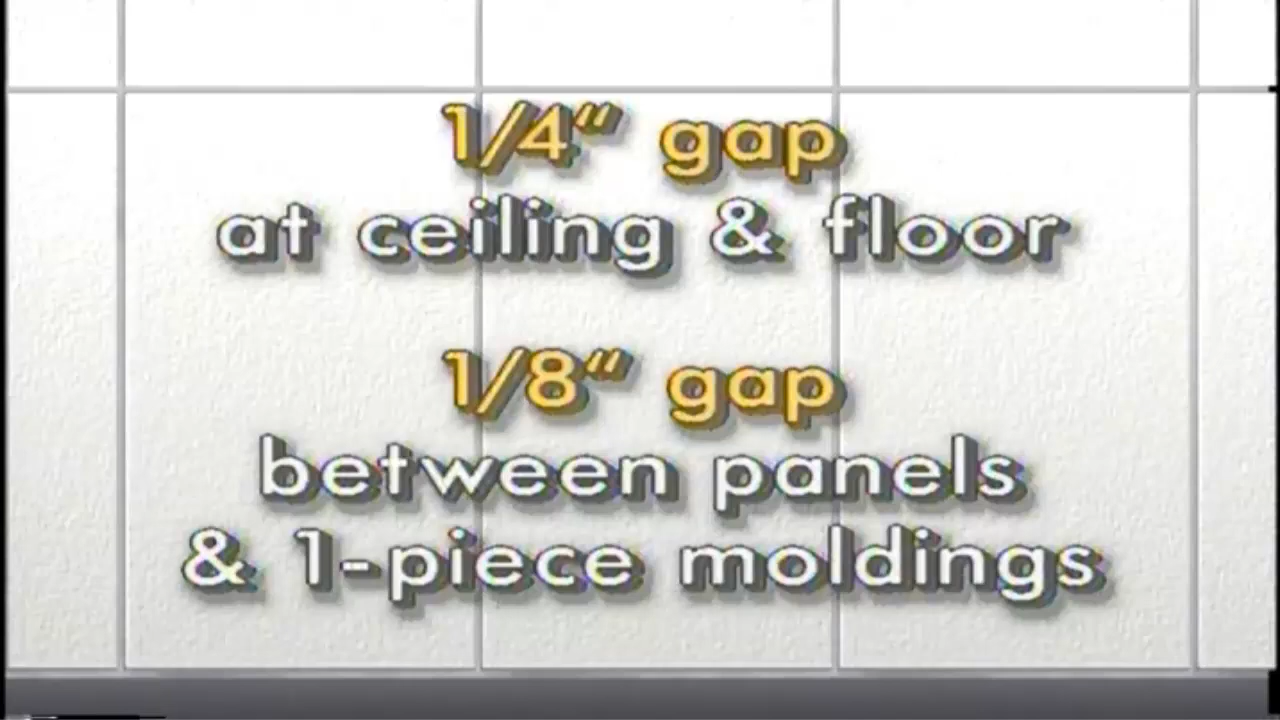 1/4“ gap
at ceiling & floor
1/8“ gap
between panels
& 1-piece moldings